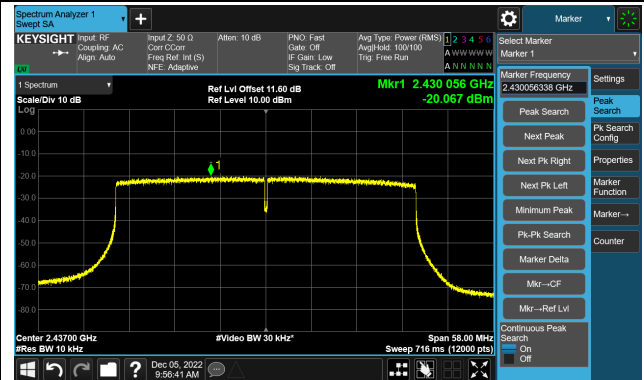 Spectrum Analyzer 1
Swept SA
Marker
KEYSIGHT
Input: RF
Coupling: AC
Align: Auto
Input Z: 50 Ω
Corr CCorr
Freq Ref: Int (S)
NFE: Adaptive
Atten: 10 dB
PNO: Fast
Gate: Off
IF Gain: Low
Sig Track: Off
Avg Type: Power (RMS)
Avg|Hold: 100/100
Trig: Free Run
1 2 3 4 5 6
A W W W W W
A N N N N N
LXI
Select Marker
Marker 1
1 Spectrum
Scale/Div 10 dB
Log
Ref Lvl Offset 11.60 dB
Ref Level 10.00 dBm
Mkr1 2.430 056 GHz
-20.067 dBm
0.00
-10.0
-20.0
-30.0
-40.0
-50.0
-60.0
-70.0
-80.0
1
Center 2.43700 GHz
#Res BW 10 kHz
#Video BW 30 kHz*
Span 58.00 MHz
Sweep 716 ms (12000 pts)
Marker Frequency
2.430056338 GHz
Peak Search
Next Peak
Next Pk Right
Next Pk Left
Minimum Peak
Pk-Pk Search
Marker Delta
Mkr→CF
Mkr→Ref Lvl
Continuous Peak
Search
On
Off
Settings
Peak
Search
Pk Search
Config
Properties
Marker
Function
Marker→
Counter
?
Dec 05, 2022
9:56:41 AM